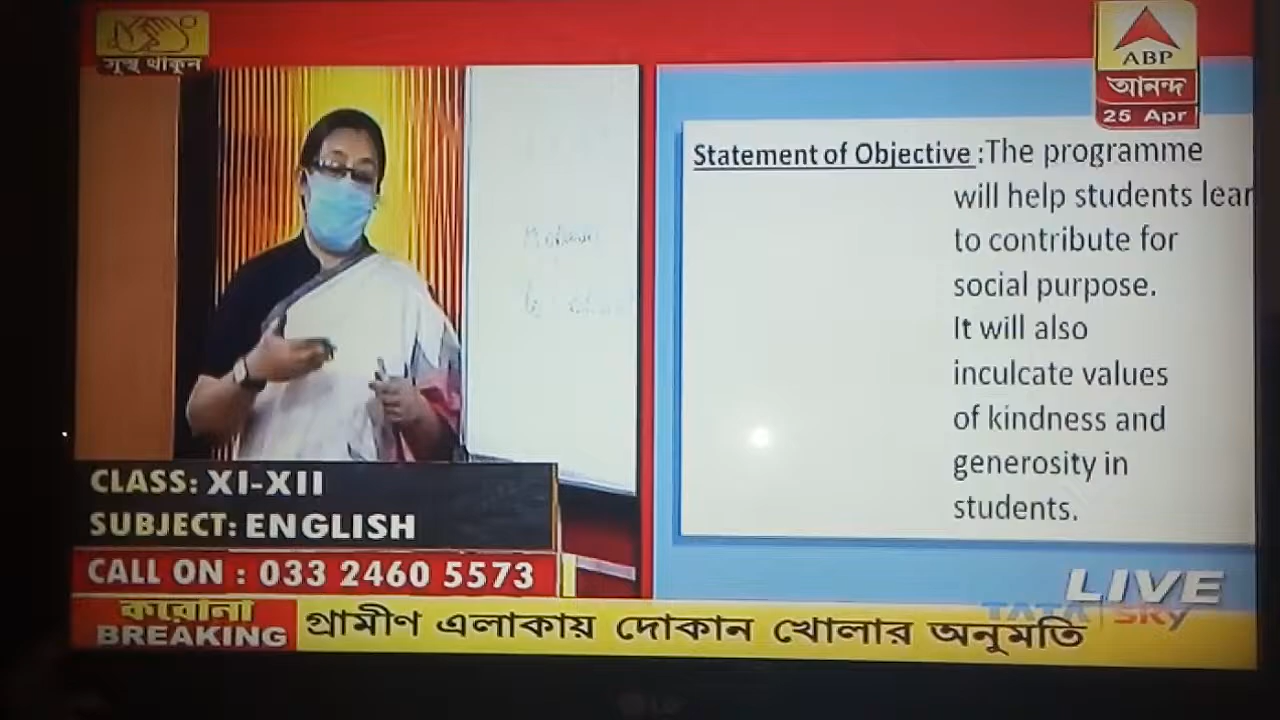 সুস্থ থাকুন
ABP
আনন্দ
25 Apr
Statement of Objective :The programme
will help students lear
to contribute for
social purpose.
It will also
inculcate values
of kindness and
generosity in
students.
CLASS: XI-XII
SUBJECT: ENGLISH
CALL ON : 033 2460 5573
LIVE
TATA Sky
করোনা
BREAKING
গ্রামীণ এলাকায় দোকান খোলার অনুমতি
LG